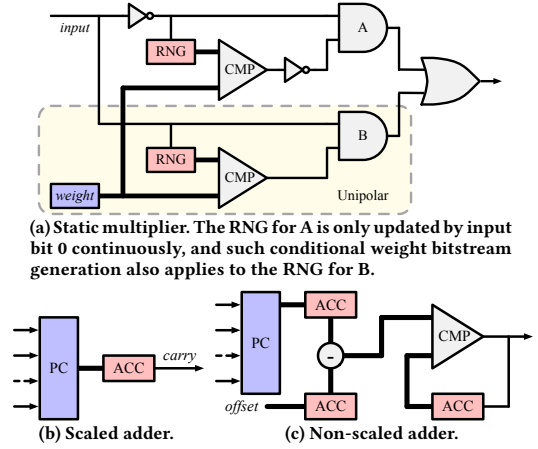 input
RNG
CMP
A
RNG
CMP
B
weight
Unipolar
(a) Static multiplier. The RNG for A is only updated by input
bit 0 continuously, and such conditional weight bitstream
generation also applies to the RNG for B.
PC
ACC
carry
(b) Scaled adder.
PC
ACC
-
offset
ACC
CMP
ACC
(c) Non-scaled adder.